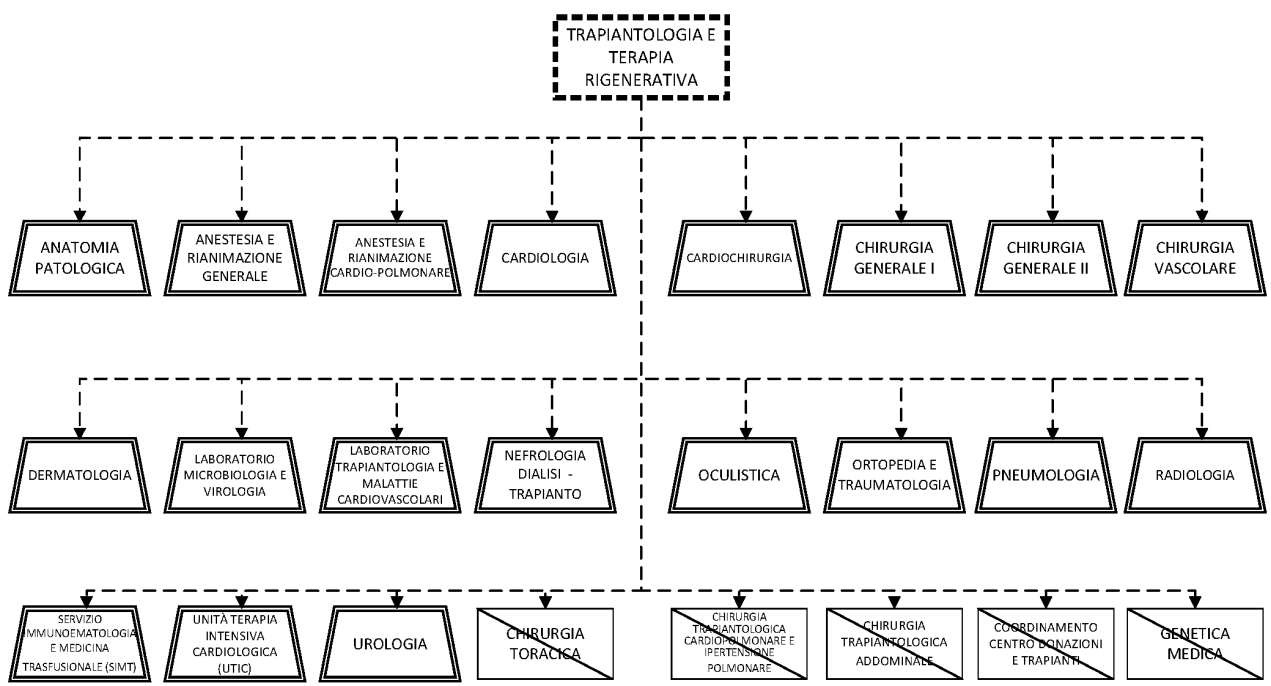 TRAPIANTOLOGIA E
TERAPIA
RIGENERATIVA
ANATOMIA
PATOLOGICA
ANESTESIA E
RIANIMAZIONE
GENERALE
ANESTESIA E
RIANIMAZIONE
CARDIO-POLMONARE
CARDIOLOGIA
CARDIOCHIRURGIA
CHIRURGIA
GENERALE I
CHIRURGIA
GENERALE II
CHIRURGIA
VASCOLARE
DERMATOLOGIA
LABORATORIO
MICROBIOLOGIA E
VIROLOGIA
LABORATORIO
TRAPIANTOLOGIA E
MALATTIE
CARDIOVASCOLARI
NEFROLOGIA
DIALISI -
TRAPIANTO
OCULISTICA
ORTOPEDIA E
TRAUMATOLOGIA
PNEUMOLOGIA
RADIOLOGIA
SERVIZIO
IMMUNOEMATOLOGIA
E MEDICINA
TRASFUSIONALE (SIMT)
UNITÀ TERAPIA
INTENSIVA
CARDIOLOGICA
(UTIC)
UROLOGIA
CHIRURGIA
TORACICA
CHIRURGIA
TRAPIANTOLOGICA
CARDIOPOLMONARE E
IPERTENSIONE
POLMONARE
CHIRURGIA
TRAPIANTOLOGICA
ADDOMINALE
COORDINAMENTO
CENTRO DONAZIONI
E TRAPIANTI
GENETICA
MEDICA